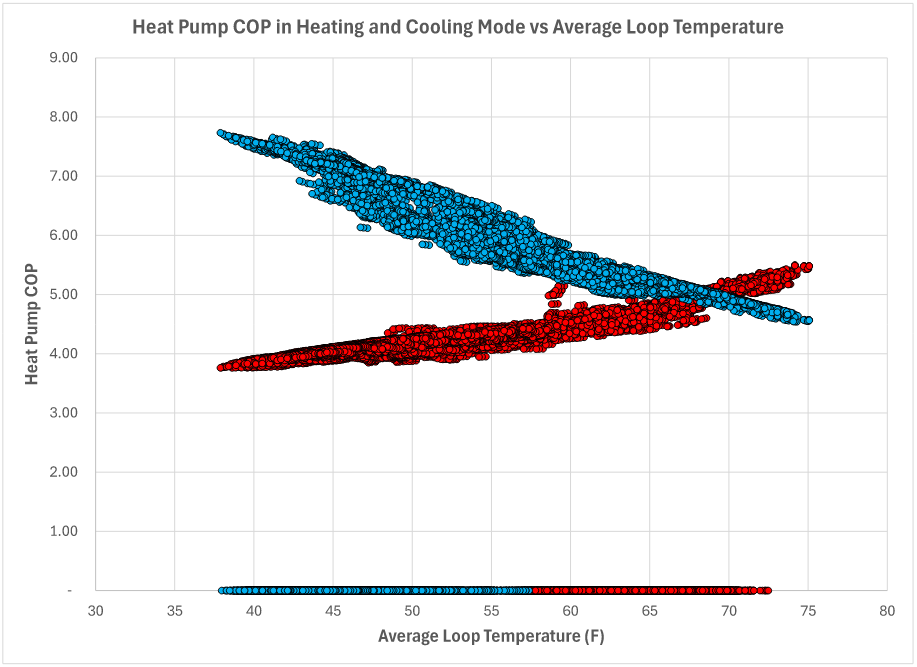 Heat Pump COP in Heating and Cooling Mode vs Average Loop Temperature
9.00
8.00
7.00
6.00
5.00
4.00
3.00
2.00
1.00
-
Heat Pump COP
30 35 40 45 50 55 60 65 70 75 80
Average Loop Temperature (F)